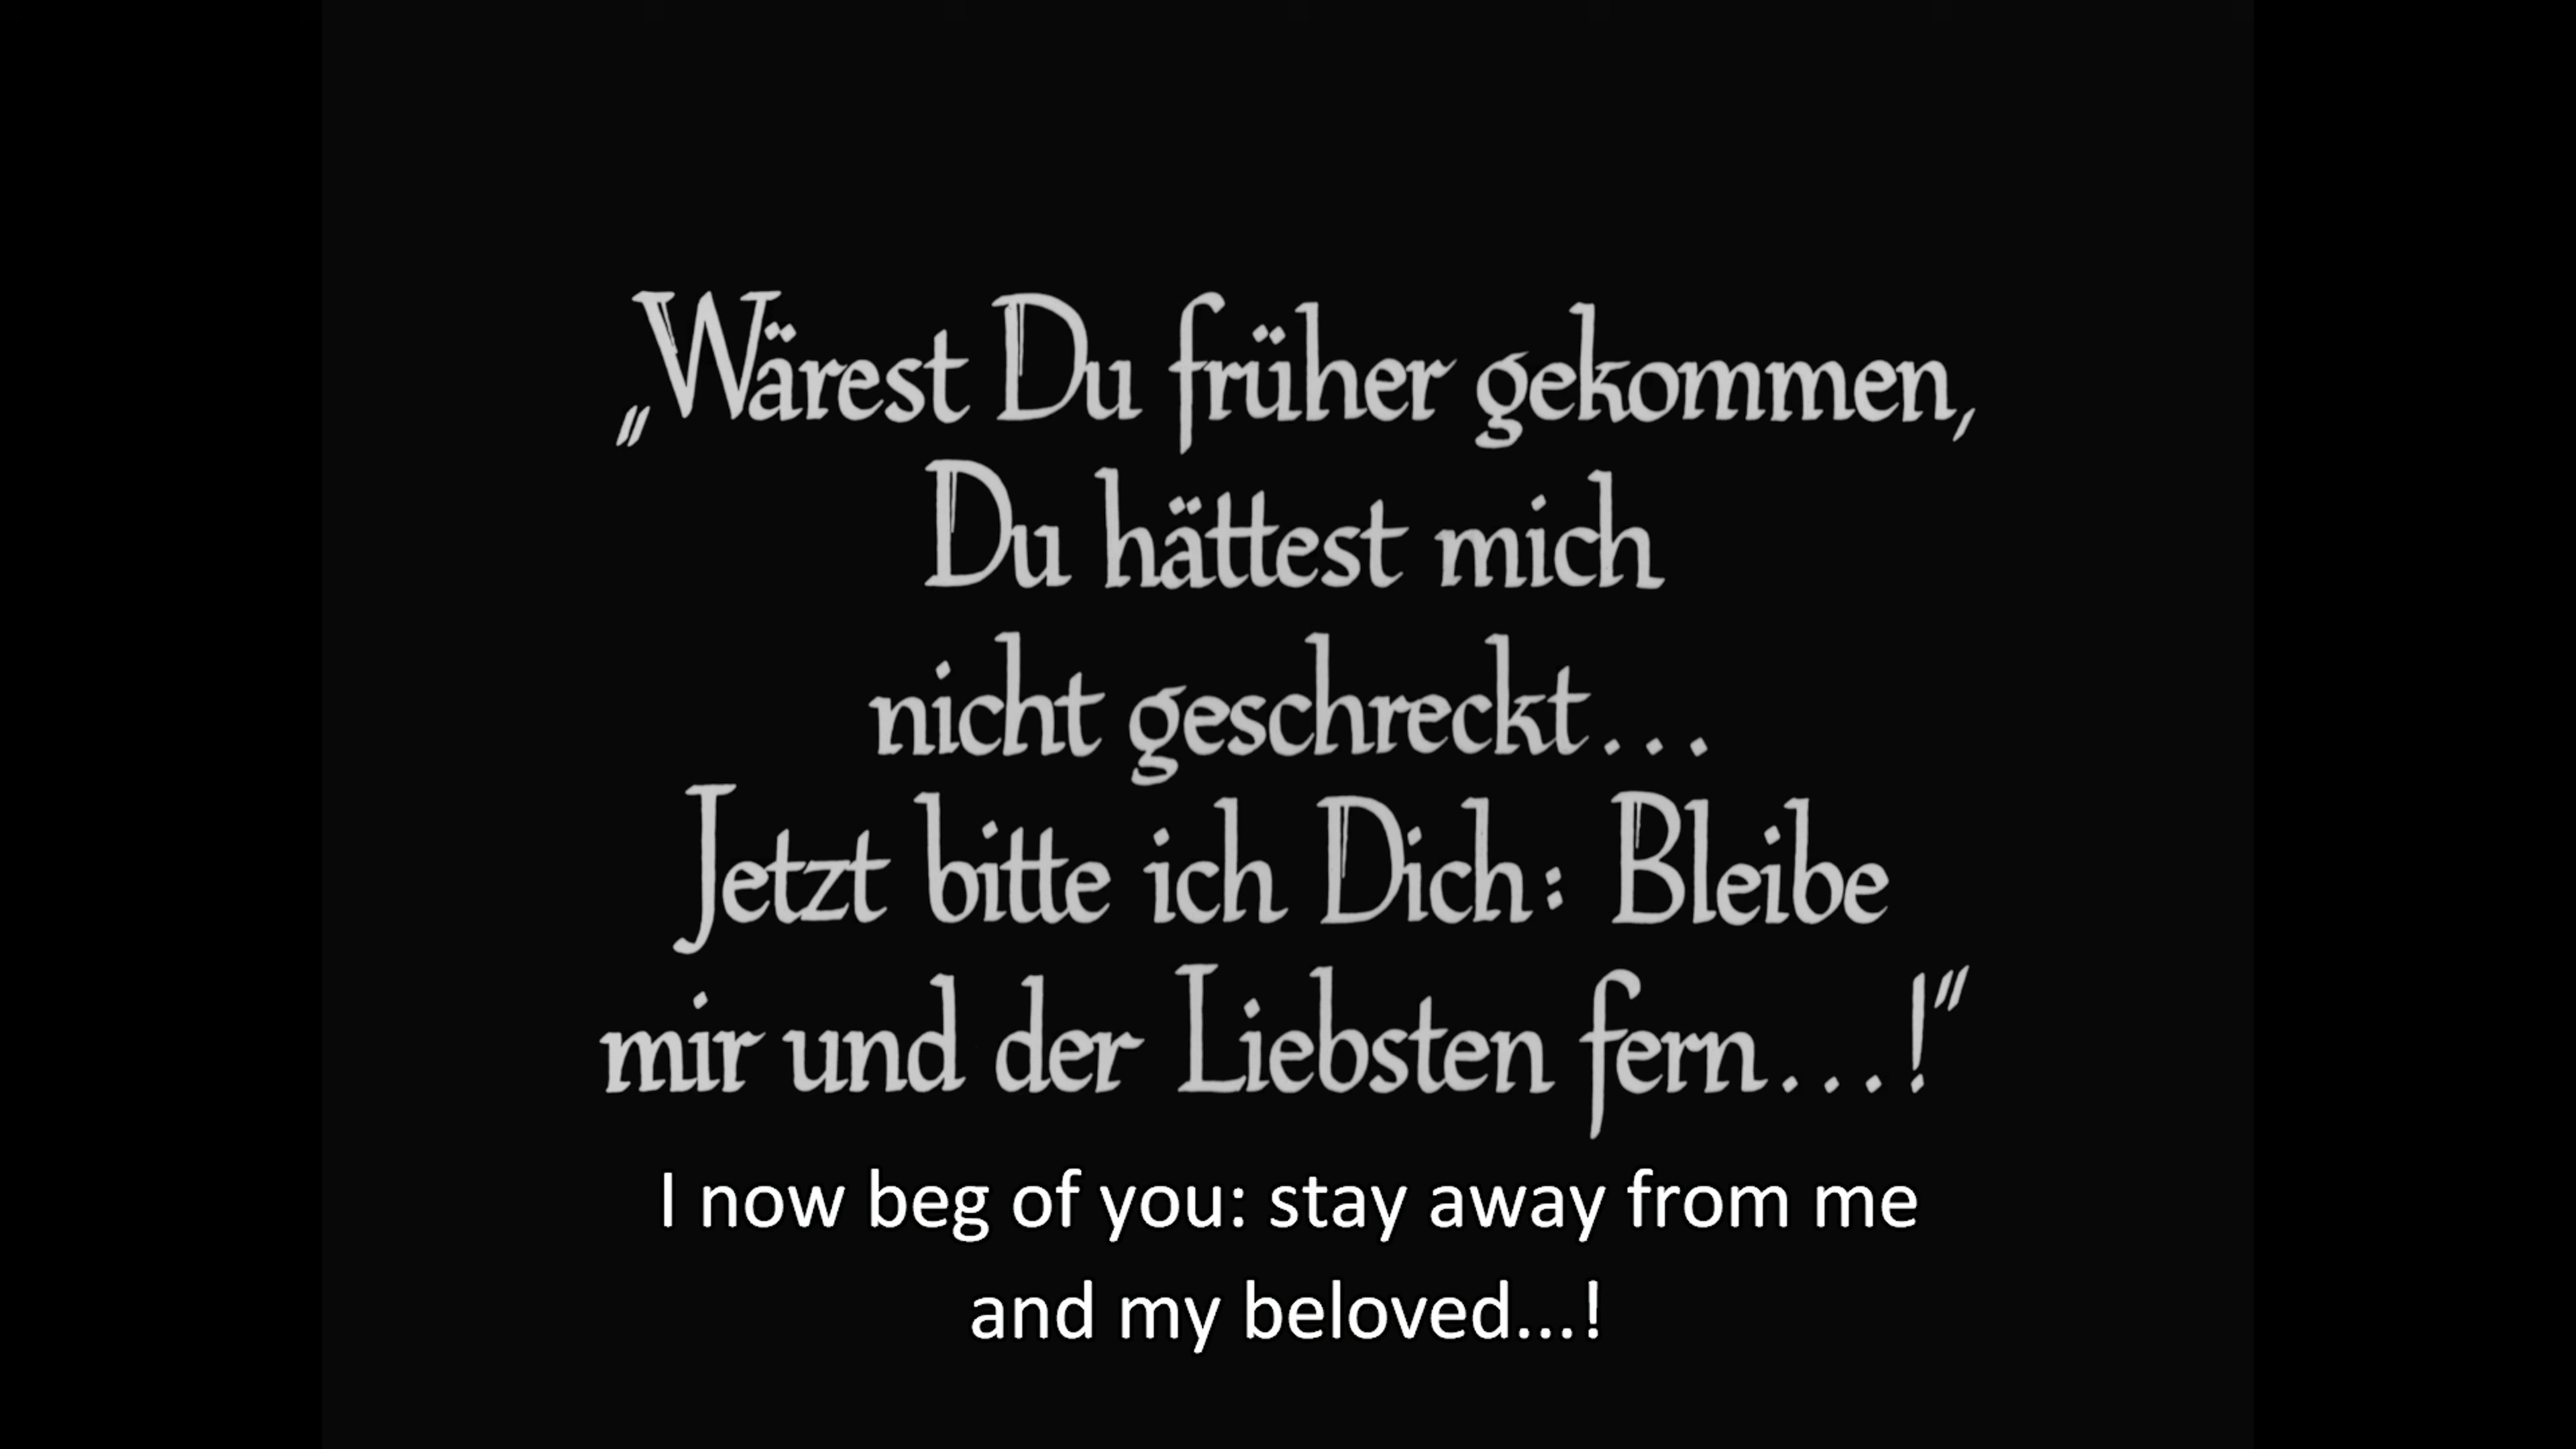 „Wärest Du früher gekommen,
Du hättest mich
nicht geschreckt...
Jetzt bitte ich Dich: Bleibe
mir und der Liebsten fern...!"
I now beg of you: stay away from me
and my beloved...!